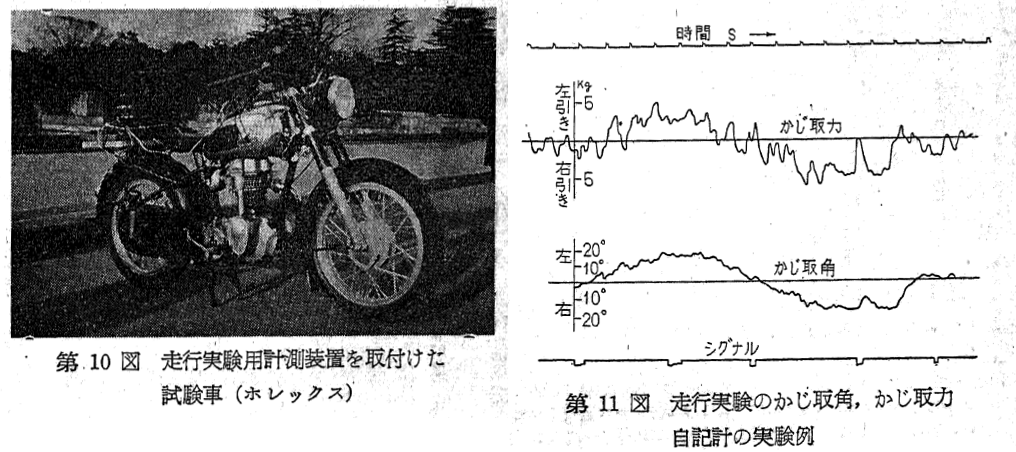 第 10 図 走行実験用計測装置を取付けた
試験車 (ホレックス)
時間 S →
Kg
左引き
5
かじ取力
右引き
5
左
20°
10°
かじ取角
右
10°
20°
シグナル
第 11 図 走行実験のかじ取角, かじ取力
自記計の実験例